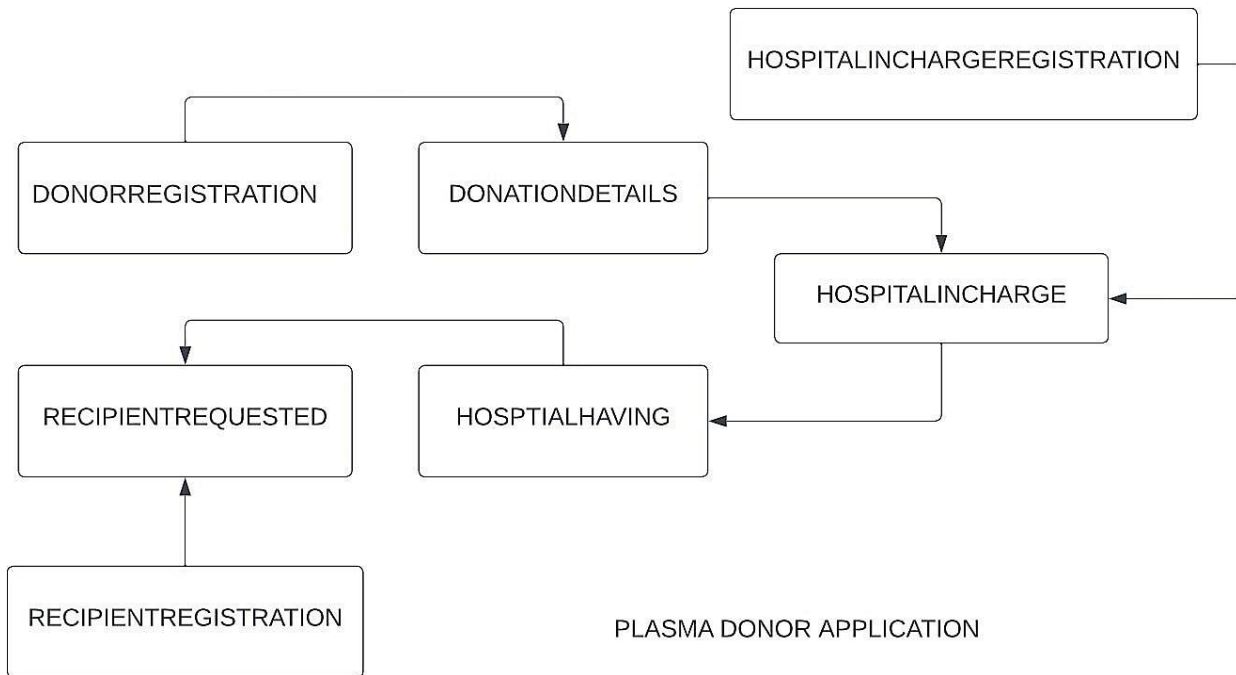 HOSPITALINCHARGEREGISTRATION
DONORREGISTRATION
DONATIONDETAILS
HOSPITALINCHARGE
RECIPIENTREQUESTED
HOSPTIALHAVING
RECIPIENTREGISTRATION
PLASMA DONOR APPLICATION